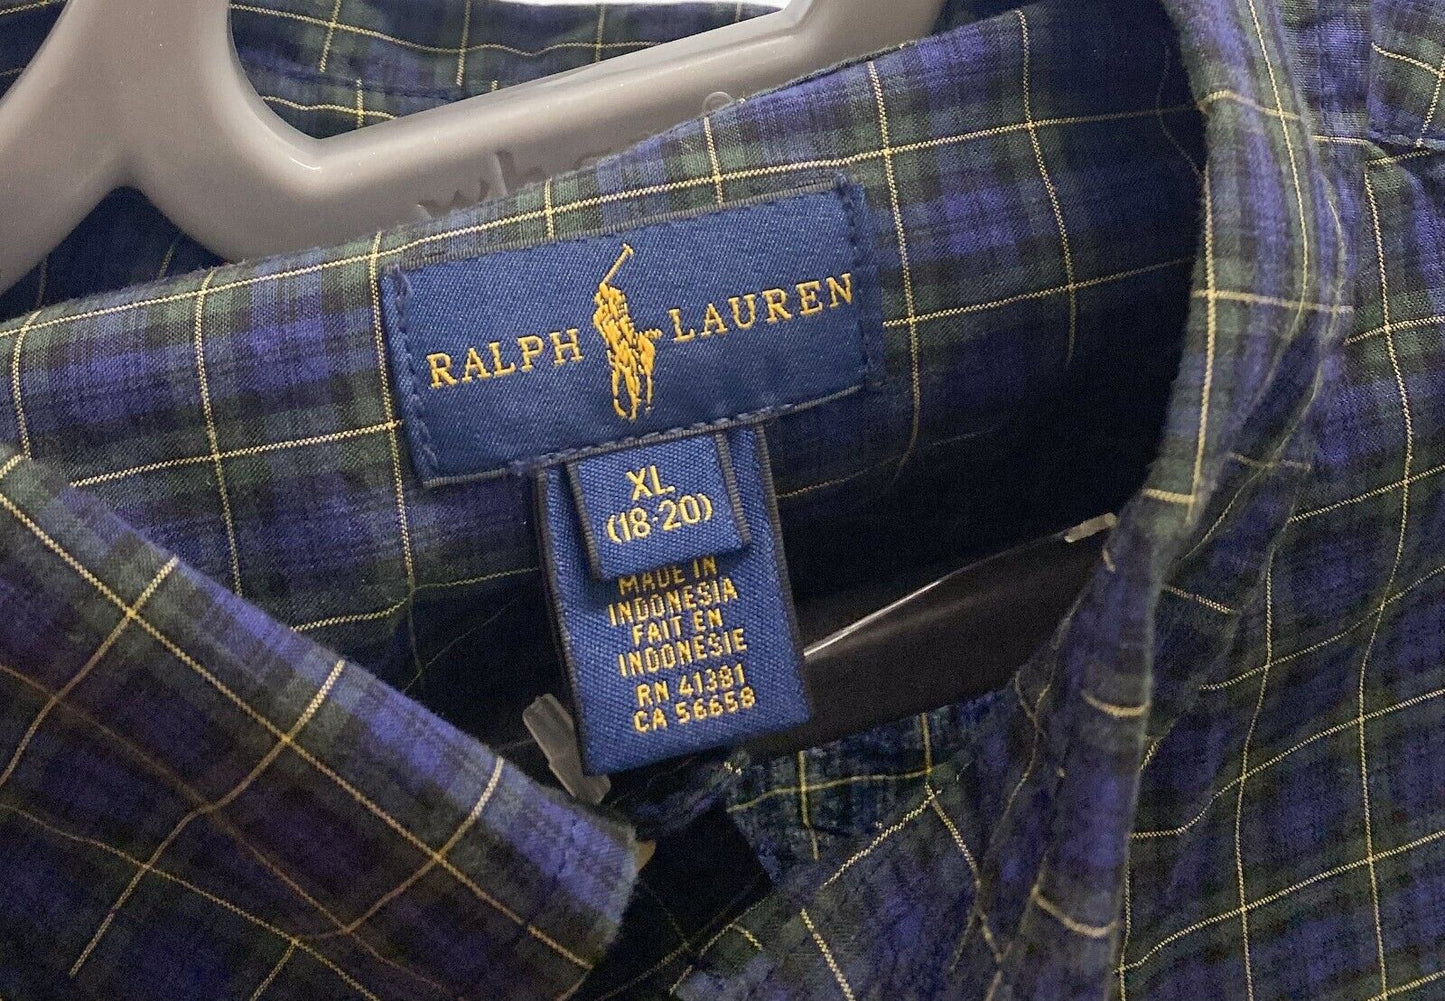 RALPH LAUREN
XL
(18-20)
MADE IN
INDONESIA
FAIT EN
INDONESIE
RN 41381
CA 56658